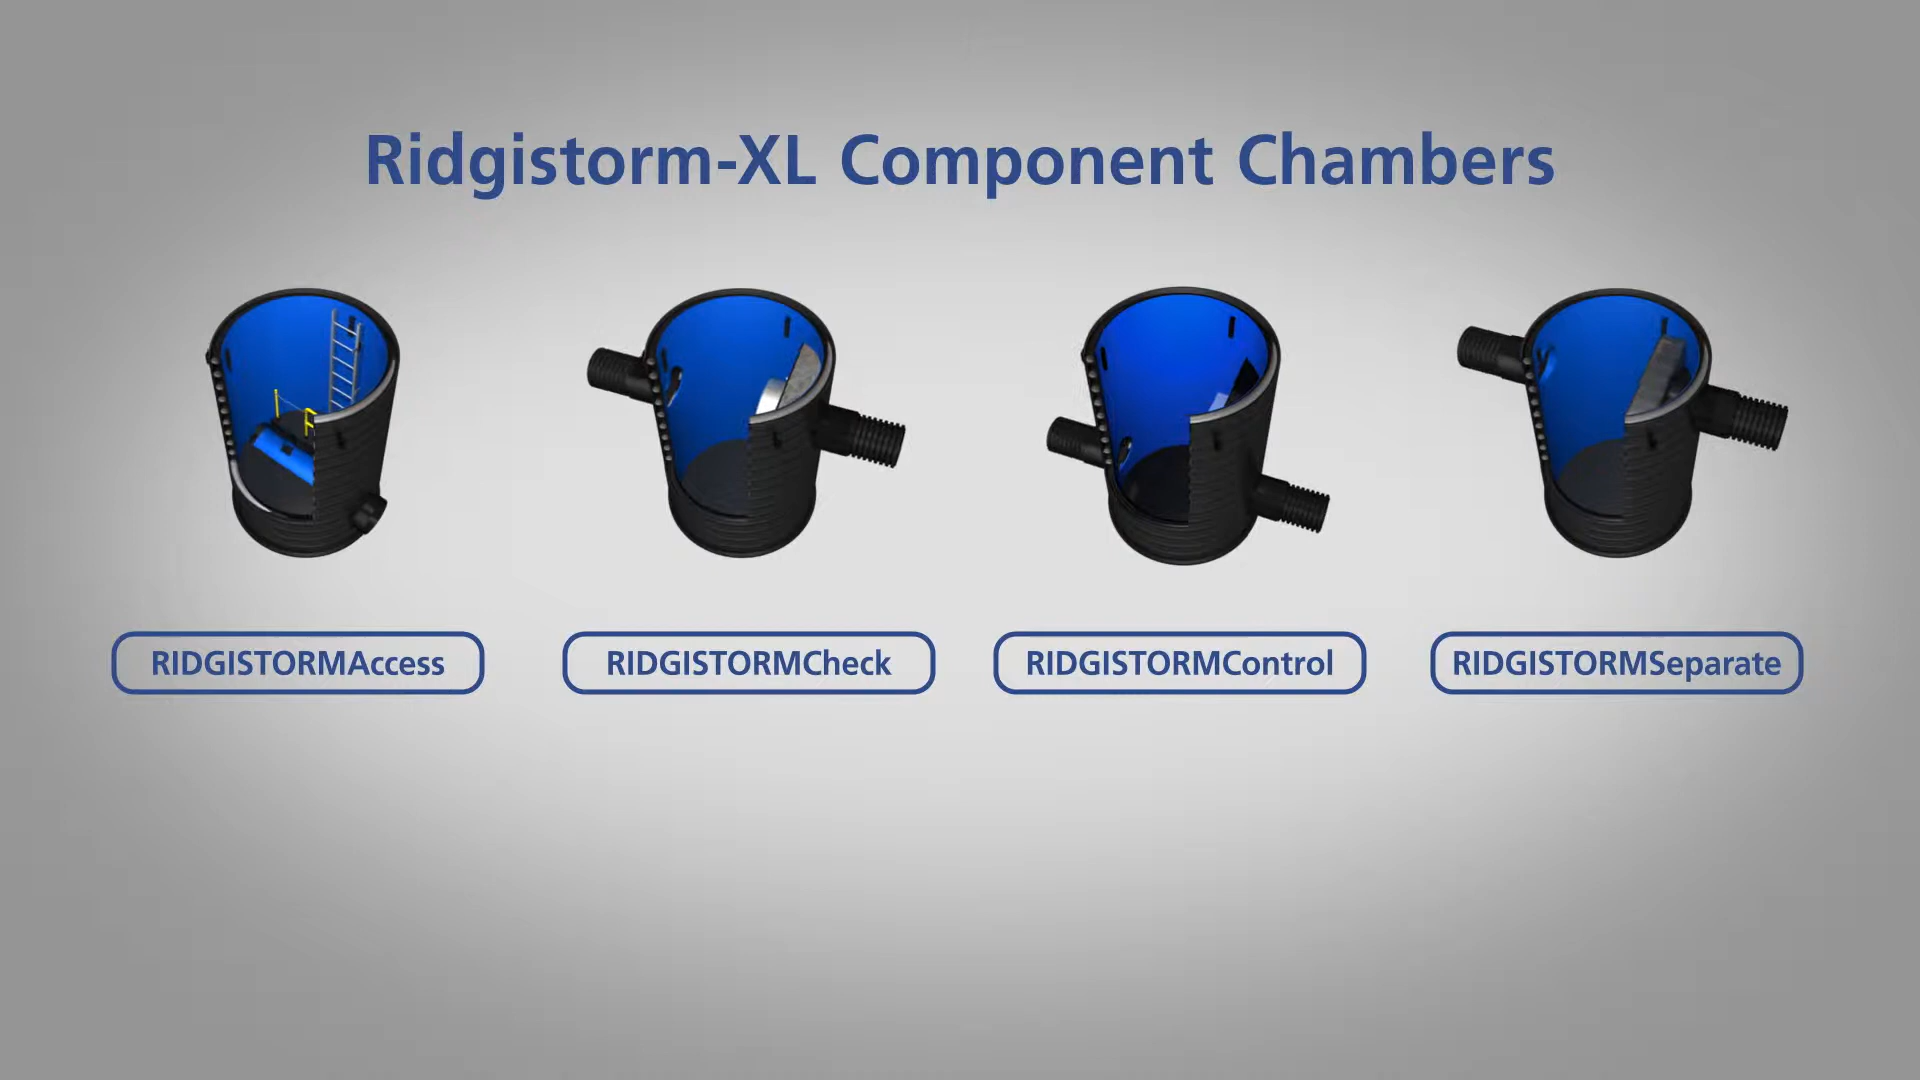 Ridgistorm-XL Component Chambers
RIDGISTORMAccess
RIDGISTORMCheck
RIDGISTORMControl
RIDGISTORMSeparate